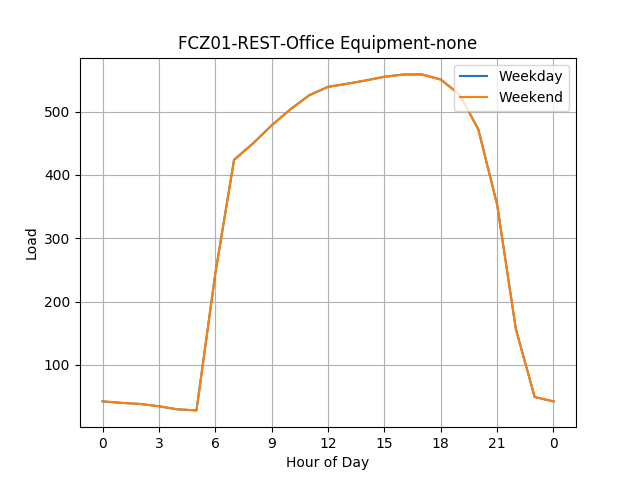 FCZ01-REST-Office Equipment-none
Weekday
Weekend
Load
500
400
300
200
100
0 3 6 9 12 15 18 21 0
Hour of Day